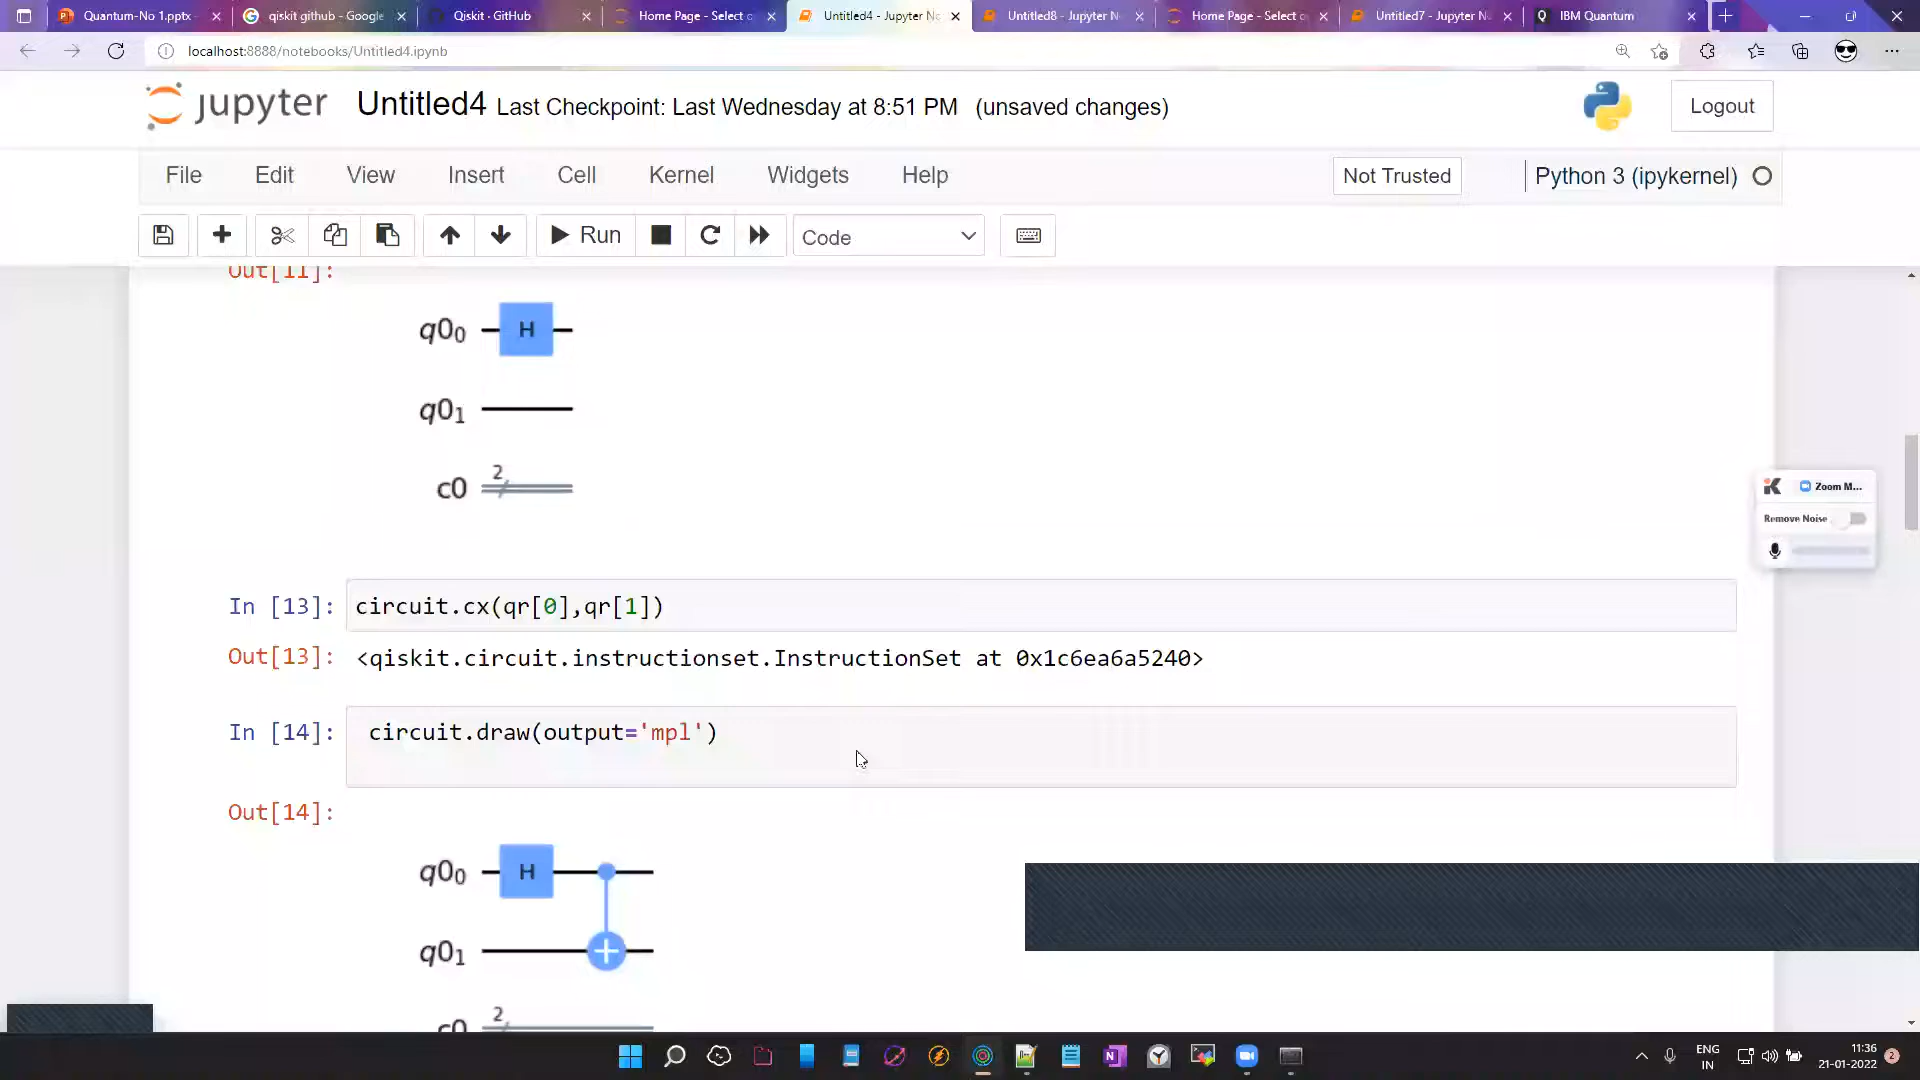 Quantum-No 1.pptx
qiskit github - Google
Qiskit · GitHub
Home Page - Select o
Untitled4 - Jupyter No
Untitled8 - Jupyter N
Home Page - Select o
Untitled7 - Jupyter No
IBM Quantum
localhost:8888/notebooks/Untitled4.ipynb
jupyter Untitled4 Last Checkpoint: Last Wednesday at 8:51 PM (unsaved changes)
Logout
File Edit View Insert Cell Kernel Widgets Help
Not Trusted
Python 3 (ipykernel)
Run
Code
Out[11]:
q0₀ H
q0₁
c0 2
Zoom M...
Remove Noise
In [13]: circuit.cx(qr[0],qr[1])
Out[13]: <qiskit.circuit.instructionset.InstructionSet at 0x1c6ea6a5240>
In [14]: circuit.draw(output='mpl')
Out[14]:
q0₀ H
q0₁
c0 2
ENG
IN
11:36
21-01-2022
2